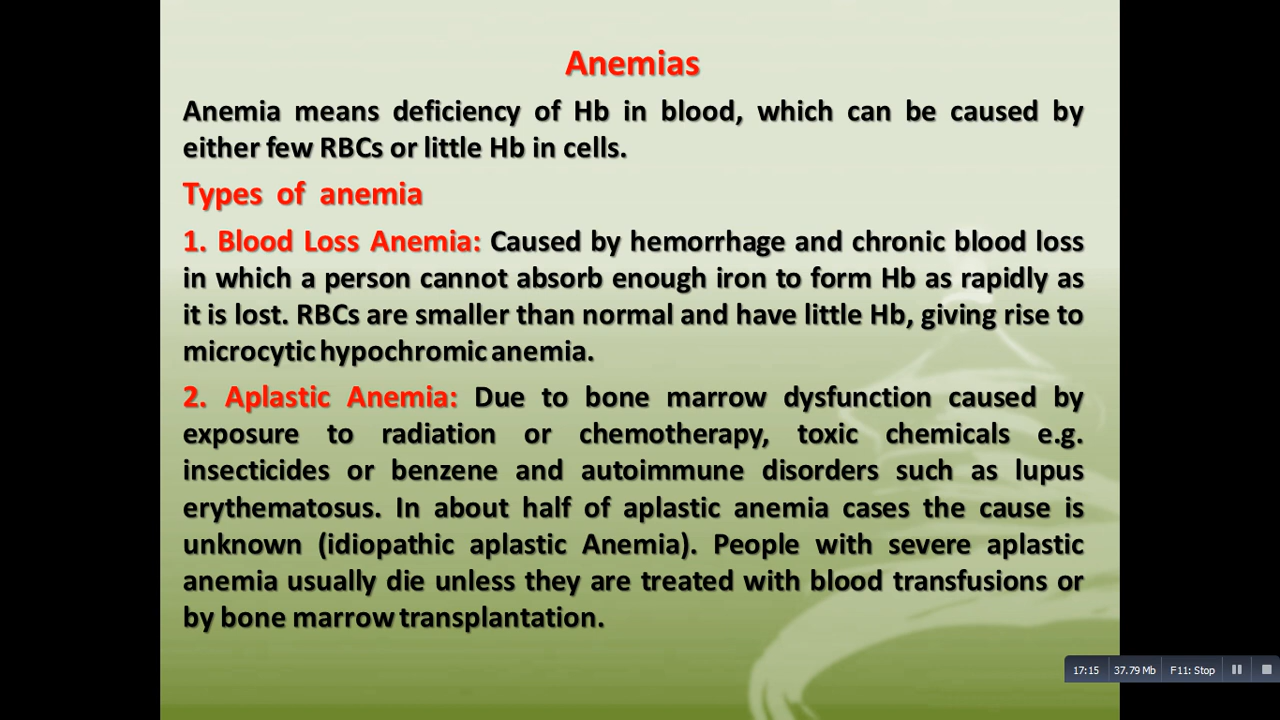 Anemias
Anemia means deficiency of Hb in blood, which can be caused by
either few RBCs or little Hb in cells.
Types of anemia
1. Blood Loss Anemia: Caused by hemorrhage and chronic blood loss
in which a person cannot absorb enough iron to form Hb as rapidly as
it is lost. RBCs are smaller than normal and have little Hb, giving rise to
microcytic hypochromic anemia.
2. Aplastic Anemia: Due to bone marrow dysfunction caused by
exposure to radiation or chemotherapy, toxic chemicals e.g.
insecticides or benzene and autoimmune disorders such as lupus
erythematosus. In about half of aplastic anemia cases the cause is
unknown (idiopathic aplastic Anemia). People with severe aplastic
anemia usually die unless they are treated with blood transfusions or
by bone marrow transplantation.
17:15 37.79 Mb F11: Stop